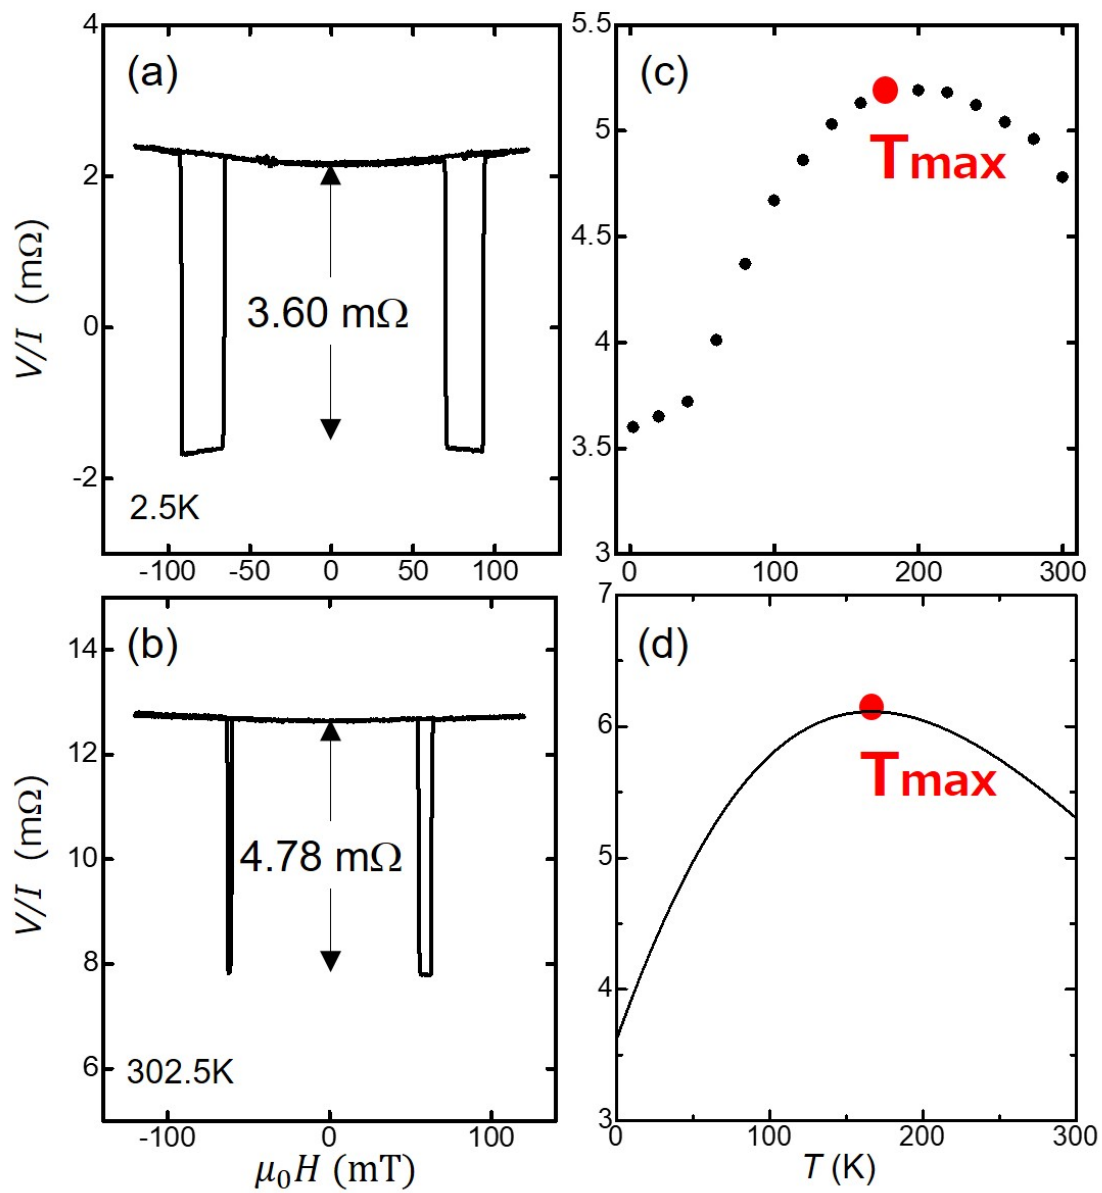 (a)
4
2
0
-2
V/I (mΩ)
3.60 mΩ
2.5K
-100 -50 0 50 100
(c)
5.5
5
4.5
4
3.5
3
Tmax
0 100 200 300
(b)
14
12
10
8
6
V/I (mΩ)
4.78 mΩ
302.5K
-100 0 100
μ₀H (mT)
(d)
7
6
5
4
3
Tmax
0 100 200 300
T (K)